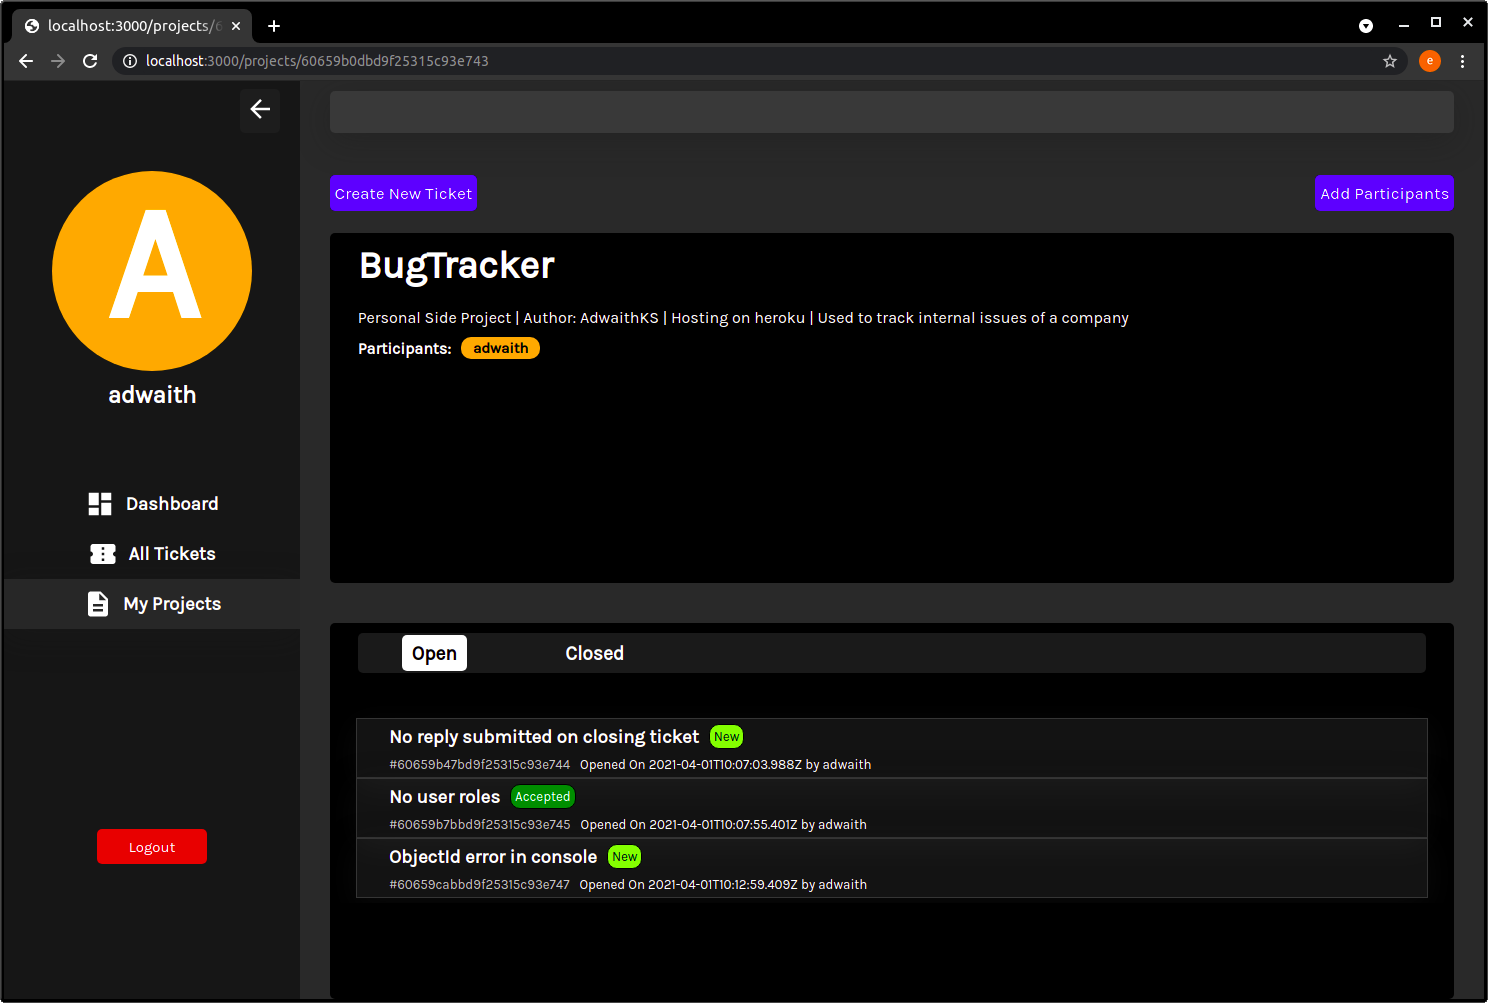 localhost:3000/projects/6
localhost:3000/projects/60659b0dbd9f25315c93e743
e
Create New Ticket
Add Participants
A
adwaith
Dashboard
All Tickets
My Projects
Logout
BugTracker
Personal Side Project | Author: AdwaithKS | Hosting on heroku | Used to track internal issues of a company
Participants: adwaith
Open Closed
No reply submitted on closing ticket New
#60659b47bd9f25315c93e744 Opened On 2021-04-01T10:07:03.988Z by adwaith
No user roles Accepted
#60659b7bbd9f25315c93e745 Opened On 2021-04-01T10:07:55.401Z by adwaith
ObjectId error in console New
#60659cabbd9f25315c93e747 Opened On 2021-04-01T10:12:59.409Z by adwaith